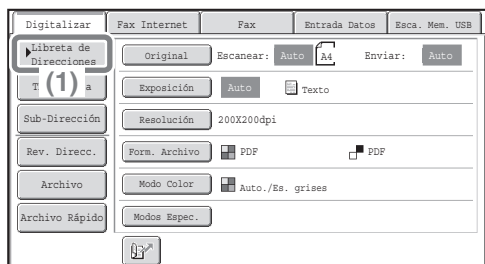 Digitalizar Fax Internet Fax Entrada Datos Esca. Mem. USB
Libreta de
Direcciones
Original Escanear: Auto A4 Enviar: Auto
(1)
Exposición Auto Texto
Sub-Dirección Resolución 200X200dpi
Rev. Direcc. Form. Archivo PDF PDF
Archivo Modo Color Auto./Es. grises
Archivo Rápido Modos Espec.